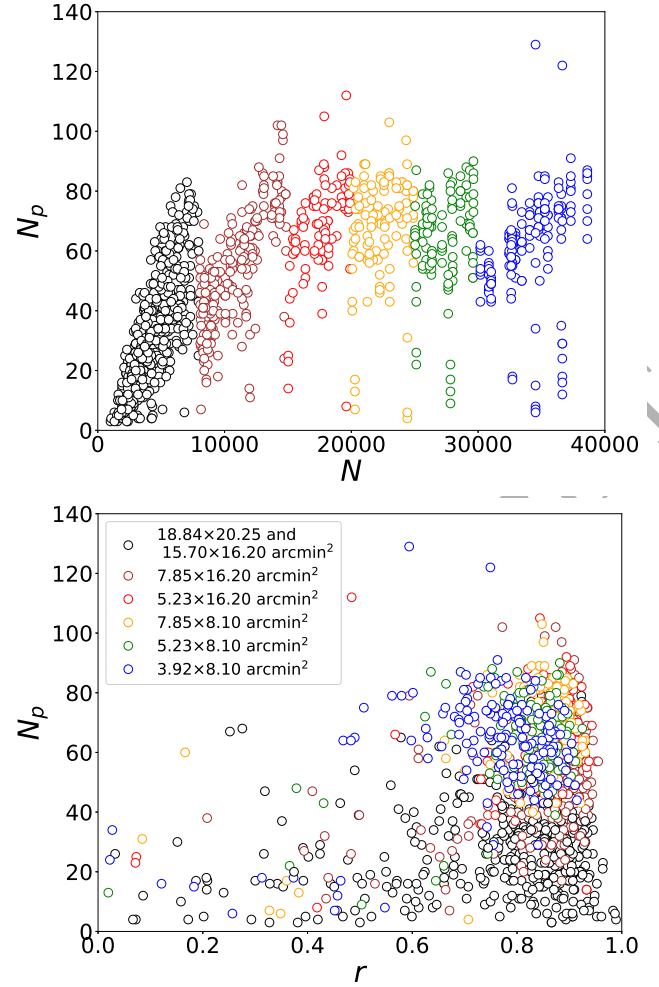 140
120
100
80
60
40
20
0
N_p
0 10000 20000 30000 40000
N
140
120
100
80
60
40
20
0
N_p
18.84×20.25 and
15.70×16.20 arcmin²
7.85×16.20 arcmin²
5.23×16.20 arcmin²
7.85×8.10 arcmin²
5.23×8.10 arcmin²
3.92×8.10 arcmin²
0.0 0.2 0.4 0.6 0.8 1.0
r